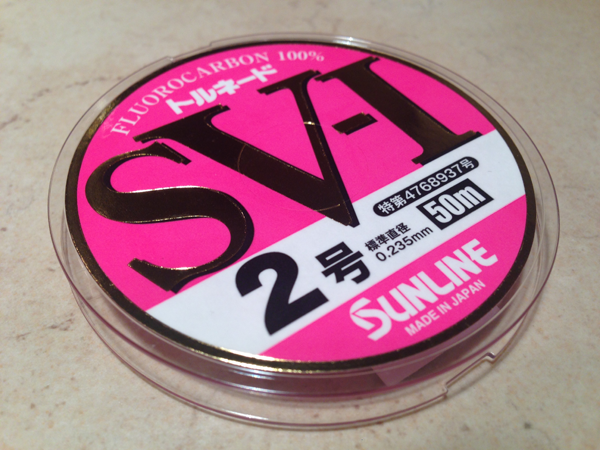 FLUOROCARBON 100%
トルネード
SV-I
特第4768937号
2号
標準直径
0.235mm
50m
SUNLINE
MADE IN JAPAN